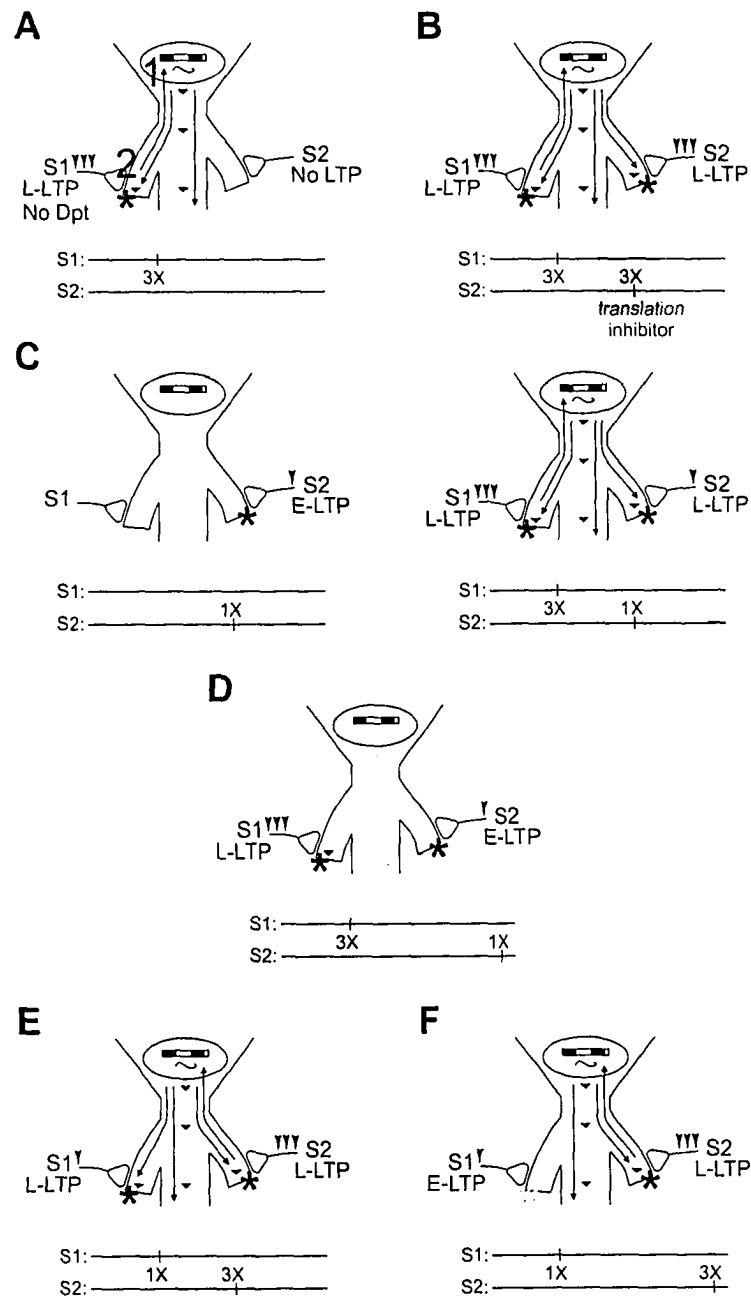 A
1
2
S1
L-LTP
No Dpt
S2
No LTP
S1:
3X
S2:
B
S1
L-LTP
S2
L-LTP
S1:
3X 3X
S2:
translation
inhibitor
C
S1
S2
E-LTP
S1:
1X
S2:
S1
L-LTP
S2
L-LTP
S1:
3X 1X
S2:
D
S1
L-LTP
S2
E-LTP
S1:
3X 1X
S2:
E
S1
L-LTP
S2
L-LTP
S1:
1X 3X
S2:
F
S1
E-LTP
S2
L-LTP
S1:
1X 3X
S2: